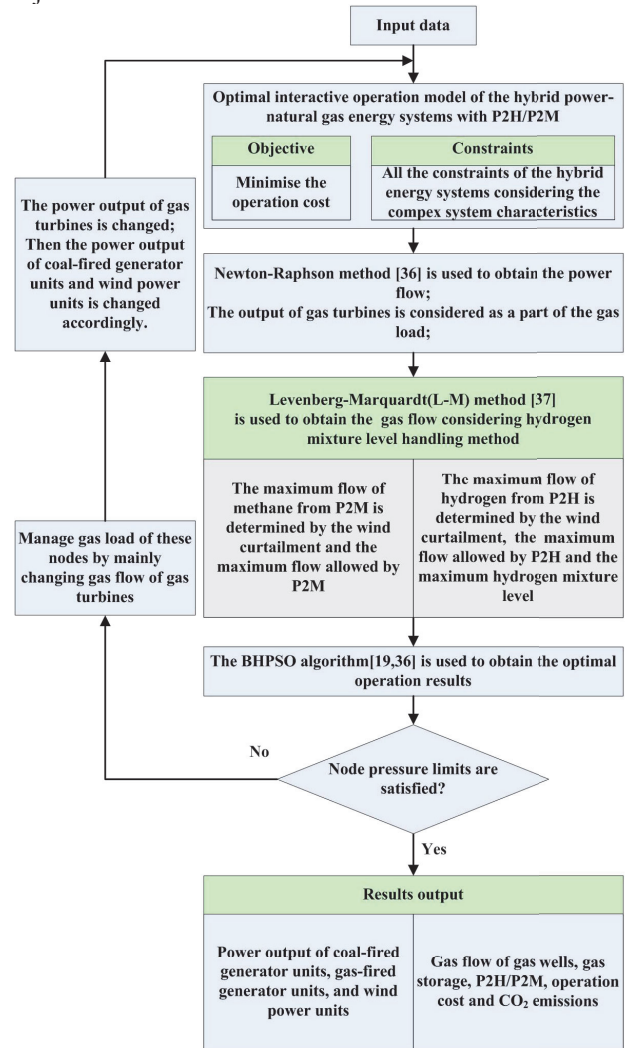 Input data
Optimal interactive operation model of the hybrid power-
natural gas energy systems with P2H/P2M
Objective
Minimise the
operation cost
Constraints
All the constraints of the hybrid
energy systems considering the
compex system characteristics
The power output of gas
turbines is changed;
Then the power output
of coal-fired generator
units and wind power
units is changed
accordingly.
Newton-Raphson method [36] is used to obtain the power
flow;
The output of gas turbines is considered as a part of the gas
load;
Levenberg-Marquardt(L-M) method [37]
is used to obtain the gas flow considering hydrogen
mixture level handling method
The maximum flow of
methane from P2M is
determined by the wind
curtailment and the
maximum flow allowed by
P2M
The maximum flow of
hydrogen from P2H is
determined by the wind
curtailment, the maximum
flow allowed by P2H and the
maximum hydrogen mixture
level
Manage gas load of these
nodes by mainly
changing gas flow of gas
turbines
The BHPSO algorithm[19,36] is used to obtain the optimal
operation results
No
Node pressure limits are
satisfied?
Yes
Results output
Power output of coal-fired
generator units, gas-fired
generator units, and wind
power units
Gas flow of gas wells, gas
storage, P2H/P2M, operation
cost and CO₂ emissions